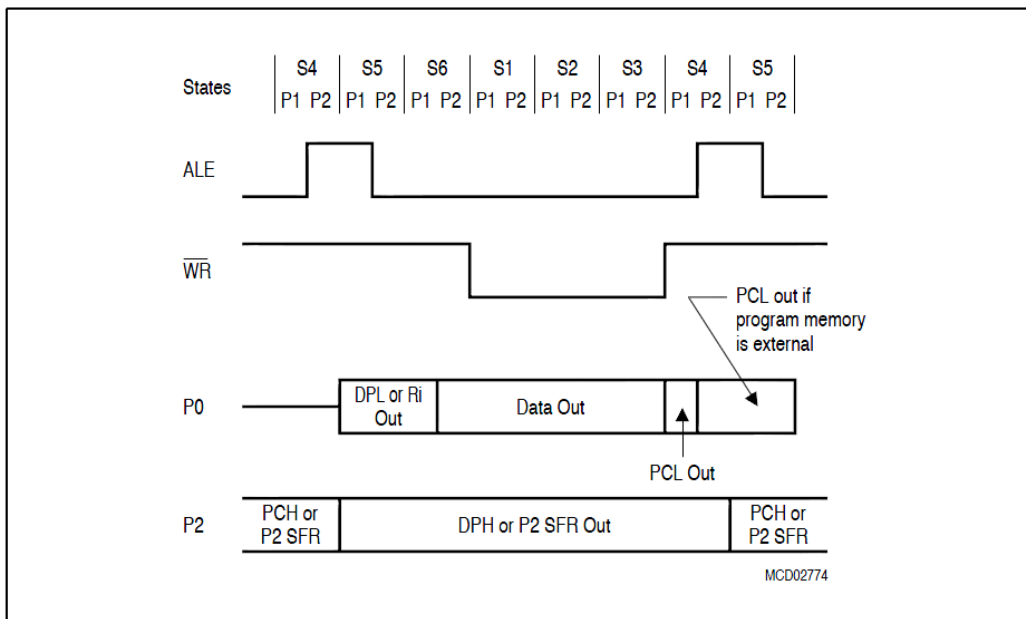 S4 S5 S6 S1 S2 S3 S4 S5
States
P1 P2 P1 P2 P1 P2 P1 P2 P1 P2 P1 P2 P1 P2 P1 P2
ALE
WR
PCL out if
program memory
is external
P0
DPL or Ri
Out
Data Out
PCL Out
P2
PCH or
P2 SFR
DPH or P2 SFR Out
PCH or
P2 SFR
MCD02774